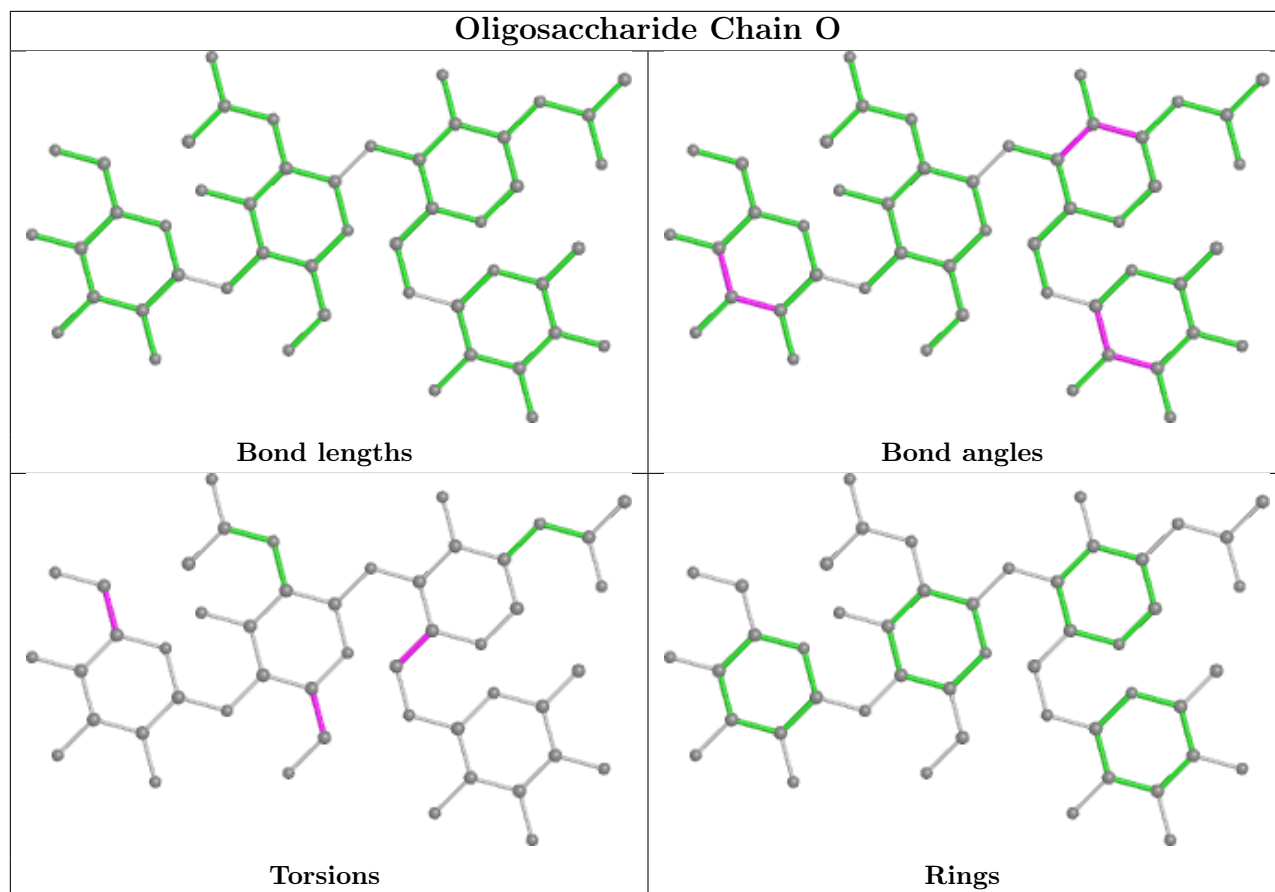 Oligosaccharide Chain O
Bond lengths
Bond angles
Torsions
Rings